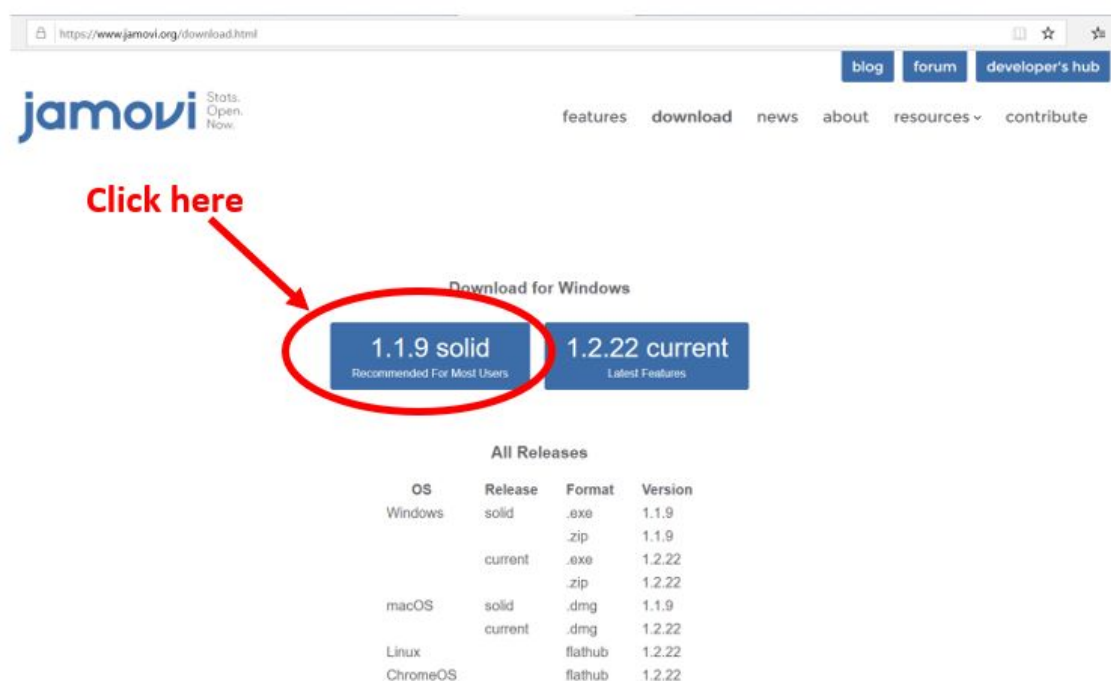 https://www.jamovi.org/download.html
blog forum developer's hub
jamovi
Stats.
Open.
Now.
features download news about resources contribute
Click here
Download for Windows
1.1.9 solid
Recommended For Most Users
1.2.22 current
Latest Features
All Releases
OS Release Format Version
Windows solid .exe 1.1.9
.zip 1.1.9
current .exe 1.2.22
.zip 1.2.22
macOS solid .dmg 1.1.9
current .dmg 1.2.22
Linux flathub 1.2.22
ChromeOS flathub 1.2.22